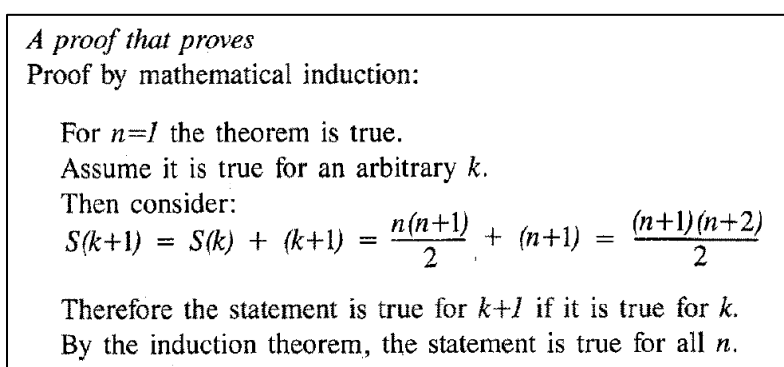 A proof that proves
Proof by mathematical induction:
For n=1 the theorem is true.
Assume it is true for an arbitrary k.
Then consider:
S(k+1) = S(k) + (k+1) = n(n+1)/2 + (n+1) = (n+1)(n+2)/2
Therefore the statement is true for k+1 if it is true for k.
By the induction theorem, the statement is true for all n.